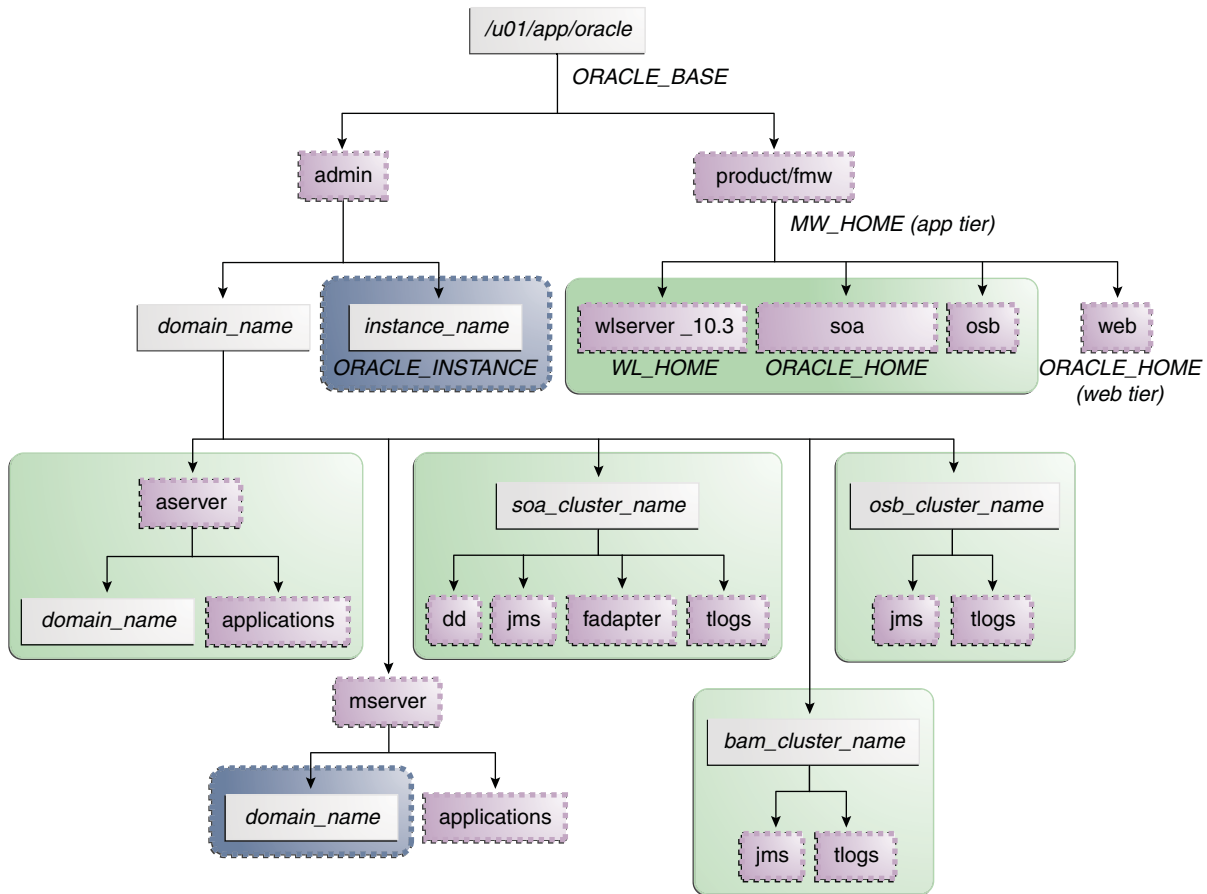 /u01/app/oracle
ORACLE_BASE
admin
product/fmw
MW_HOME (app tier)
domain_name
instance_name
ORACLE_INSTANCE
wlserver _10.3
WL_HOME
soa
ORACLE_HOME
osb
web
ORACLE_HOME
(web tier)
aserver
domain_name
applications
soa_cluster_name
dd
jms
fadapter
tlogs
osb_cluster_name
jms
tlogs
mserver
domain_name
applications
bam_cluster_name
jms
tlogs